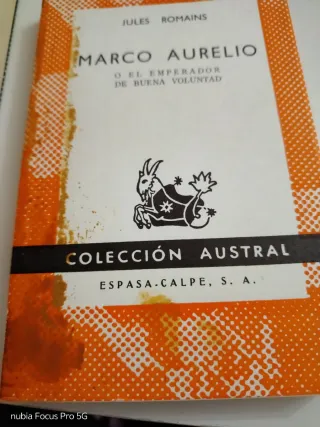 JULES ROMAINS
MARCO AURELIO
O EL EMPERADOR
DE BUENA VOLUNTAD
COLECCIÓN AUSTRAL
ESPASA-CALPE, S. A.
nubia Focus Pro 5G